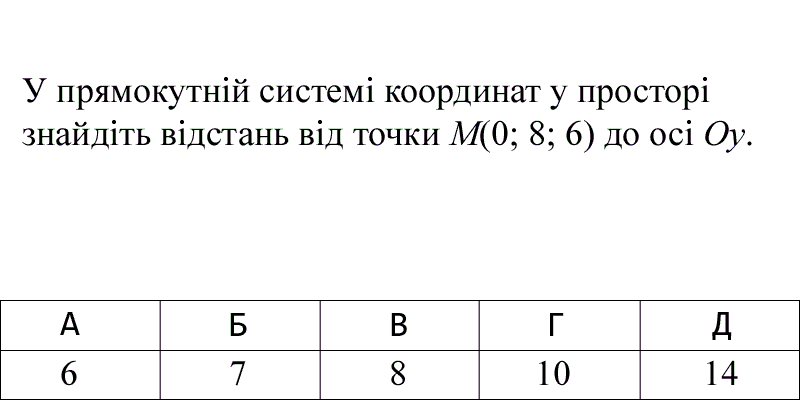 У прямокутній системі координат у просторі
знайдіть відстань від точки M(0; 8; 6) до осі Oy.
А Б В Г Д
6 7 8 10 14